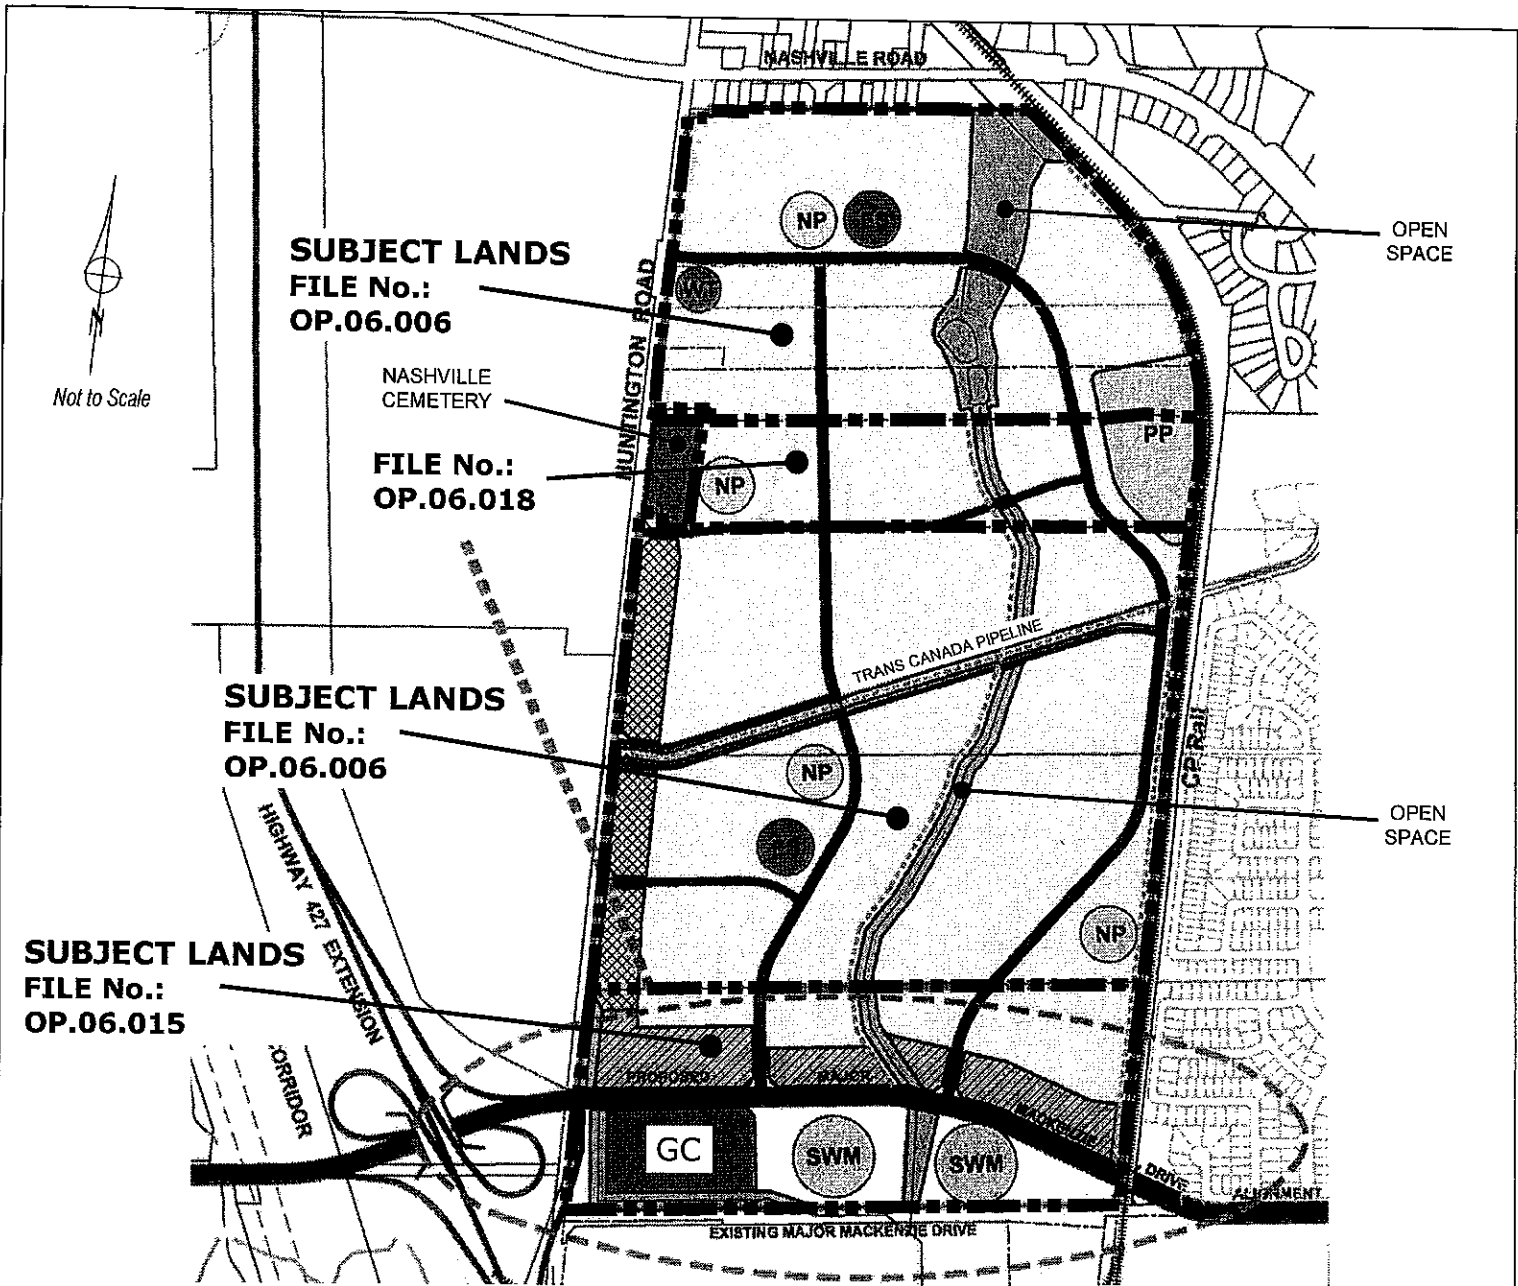 NASHVILLE ROAD
NP
OPEN
SPACE
SUBJECT LANDS
FILE No.:
OP.06.006
HUNTINGTON ROAD
N
Not to Scale
NASHVILLE
CEMETERY
PP
FILE No.:
OP.06.018
NP
TRANS CANADA PIPELINE
SUBJECT LANDS
FILE No.:
OP.06.006
CP Rail
NP
OPEN
SPACE
HIGHWAY 427 EXTENSION
NP
SUBJECT LANDS
FILE No.:
OP.06.015
CORRIDOR
PROPOSED
MAJOR
MACKENZIE
DRIVE
ALIGNMENT
GC
SWM
SWM
EXISTING MAJOR MACKENZIE DRIVE